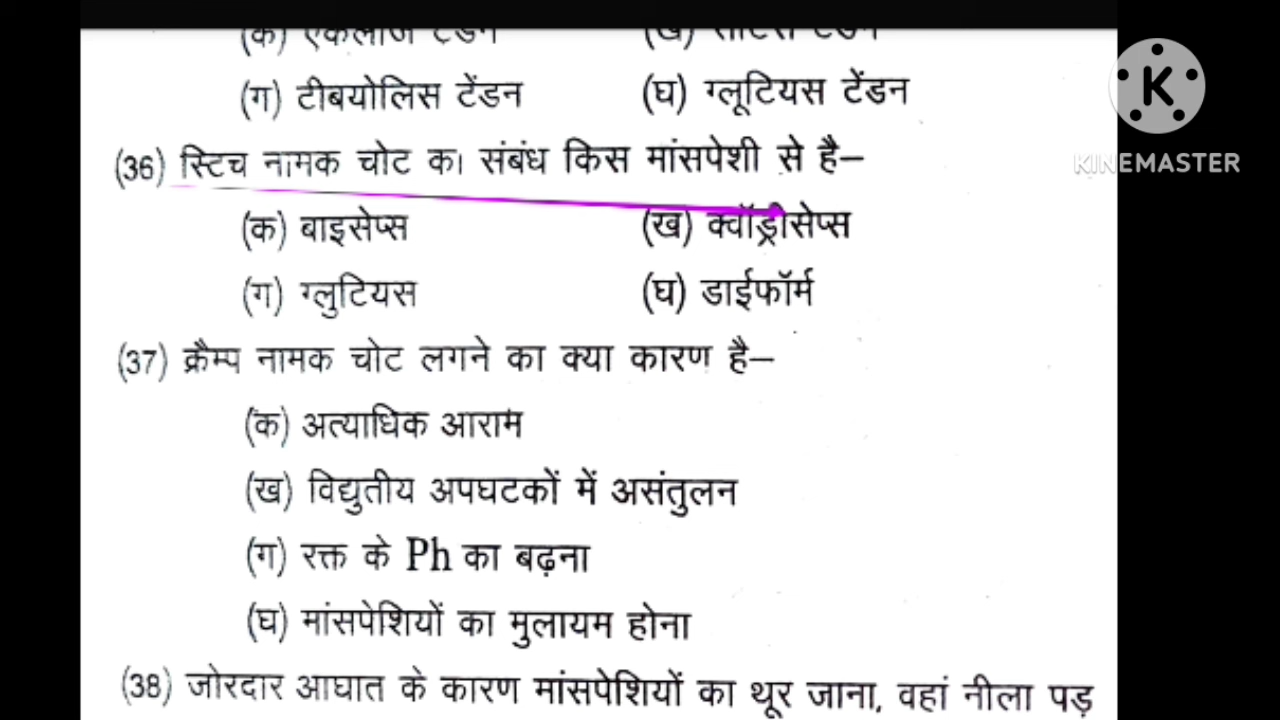 (ग) टीबयोलिस टेंडन (घ) ग्लूटियस टेंडन
(36) स्टिच नामक चोट का संबंध किस मांसपेशी से है–
(क) बाइसेप्स (ख) क्वॉड्रीसेप्स
(ग) ग्लुटियस (घ) डाईफॉर्म
(37) क्रैम्प नामक चोट लगने का क्या कारण है–
(क) अत्याधिक आराम
(ख) विद्युतीय अपघटकों में असंतुलन
(ग) रक्त के Ph का बढ़ना
(घ) मांसपेशियों का मुलायम होना
(38) जोरदार आघात के कारण मांसपेशियों का थूर जाना, वहां नीला पड़
K
KINEMASTER